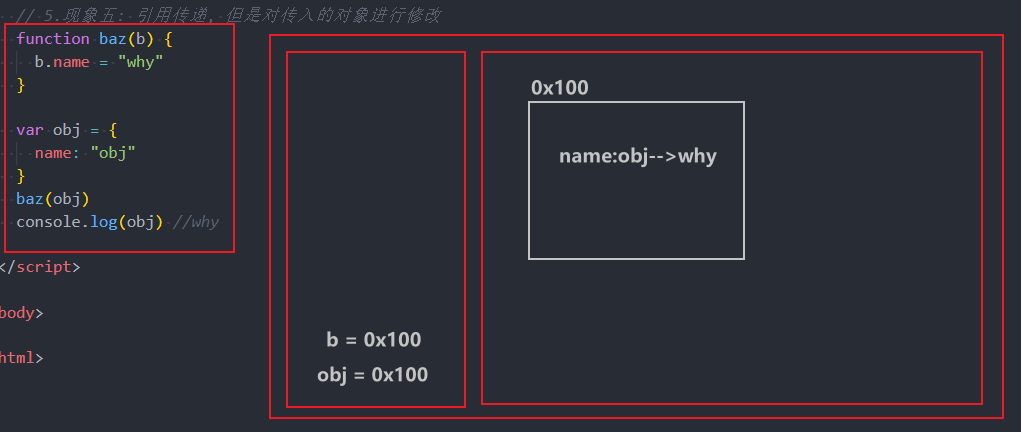 // 5.现象五: 引用传递, 但是对传入的对象进行修改
function baz(b) {
b.name = "why"
}
var obj = {
name: "obj"
}
baz(obj)
console.log(obj) //why
</script>
body>
html>
0x100
name:obj-->why
b = 0x100
obj = 0x100